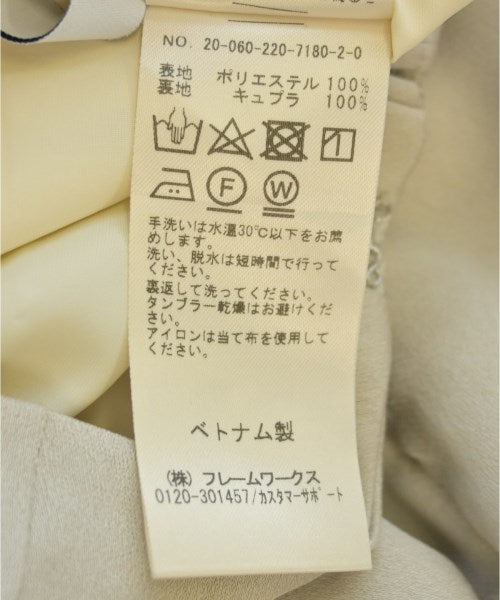 NO. 20-060-220-7180-2-0
表地 ポリエステル 100%
裏地 キュプラ 100%
F
W
手洗いは水温30℃以下をお薦
めします。
洗い、脱水は短時間で行って
ください。
裏返して洗ってください。
タンブラー乾燥はお避けくだ
さい。
アイロンは当て布を使用して
ください。
ベトナム製
(株) フレームワークス
0120-301457/カスタマーサポート